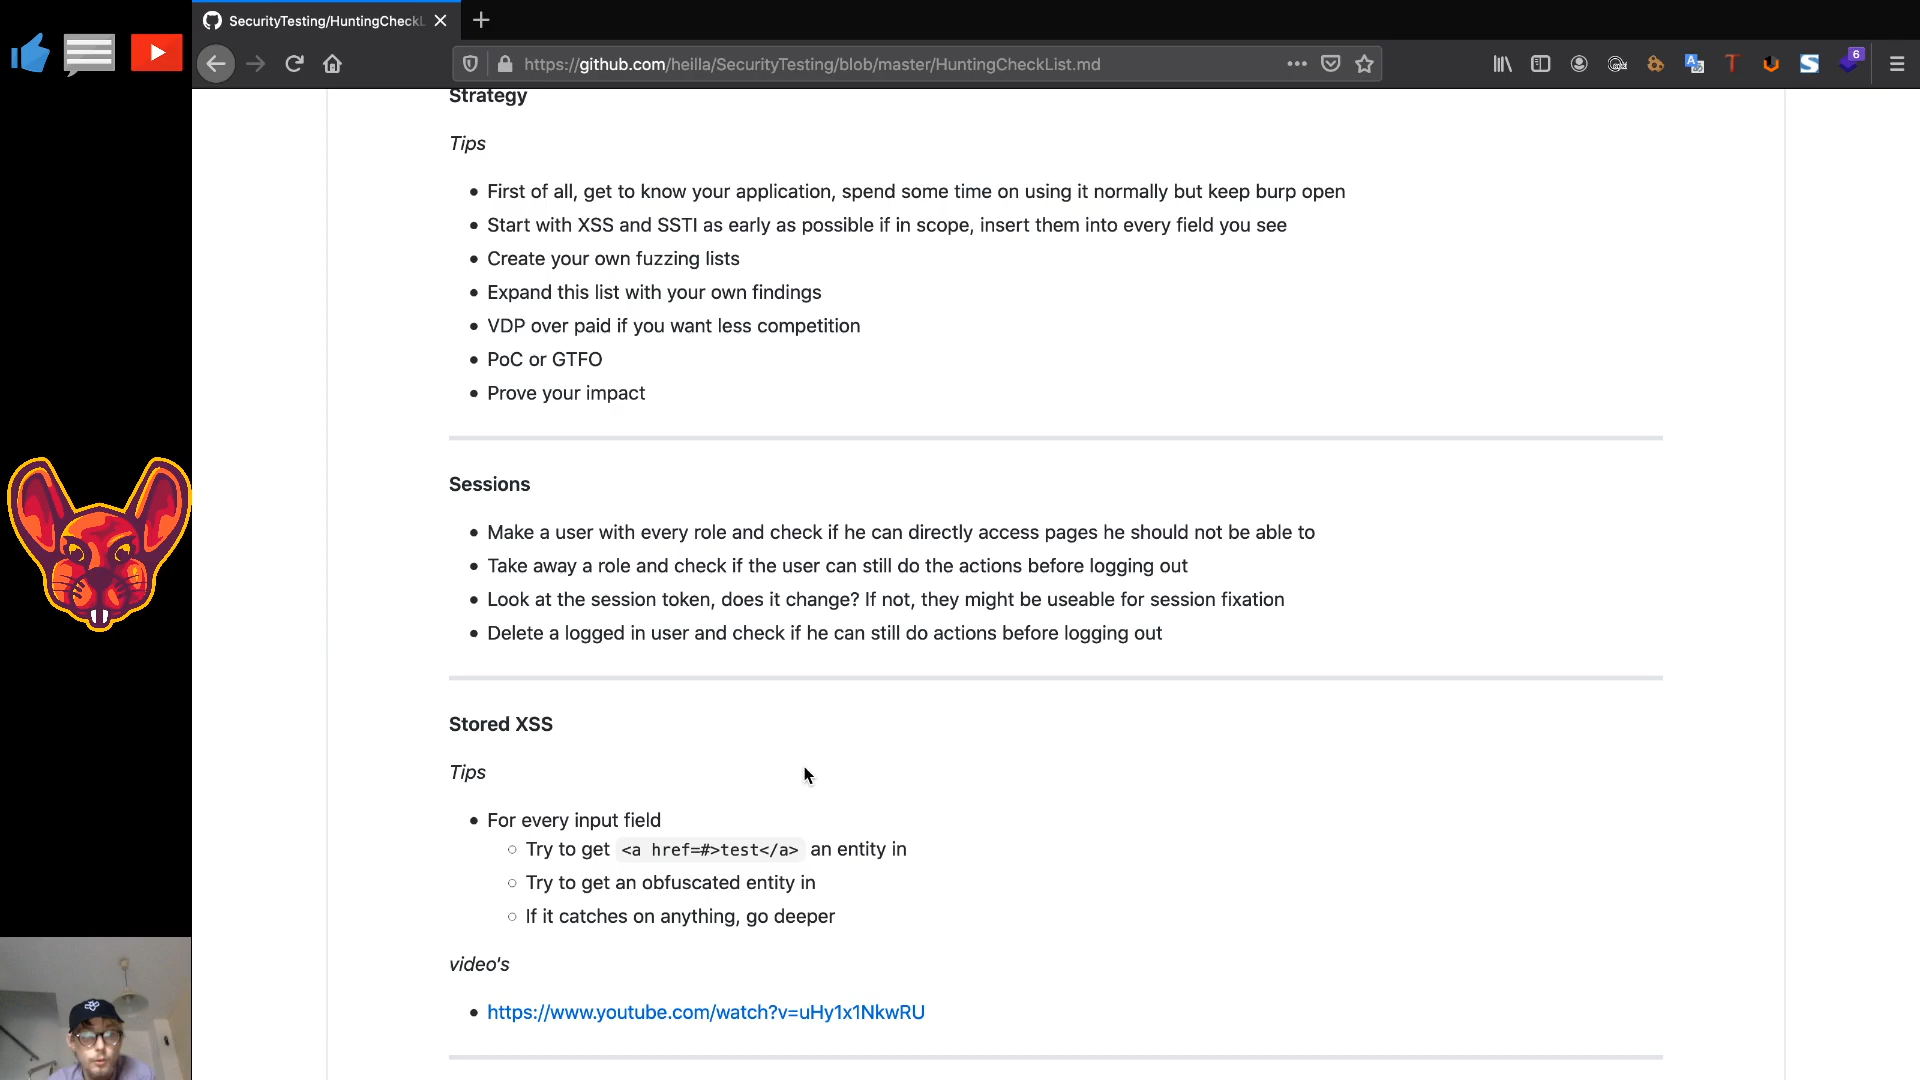 SecurityTesting/HuntingCheckL
https://github.com/heilla/SecurityTesting/blob/master/HuntingCheckList.md
6
Strategy
Tips
First of all, get to know your application, spend some time on using it normally but keep burp open
Start with XSS and SSTI as early as possible if in scope, insert them into every field you see
Create your own fuzzing lists
Expand this list with your own findings
VDP over paid if you want less competition
PoC or GTFO
Prove your impact
Sessions
Make a user with every role and check if he can directly access pages he should not be able to
Take away a role and check if the user can still do the actions before logging out
Look at the session token, does it change? If not, they might be useable for session fixation
Delete a logged in user and check if he can still do actions before logging out
Stored XSS
Tips
For every input field
Try to get <a href=#>test</a> an entity in
Try to get an obfuscated entity in
If it catches on anything, go deeper
video's
https://www.youtube.com/watch?v=uHy1x1NkwRU